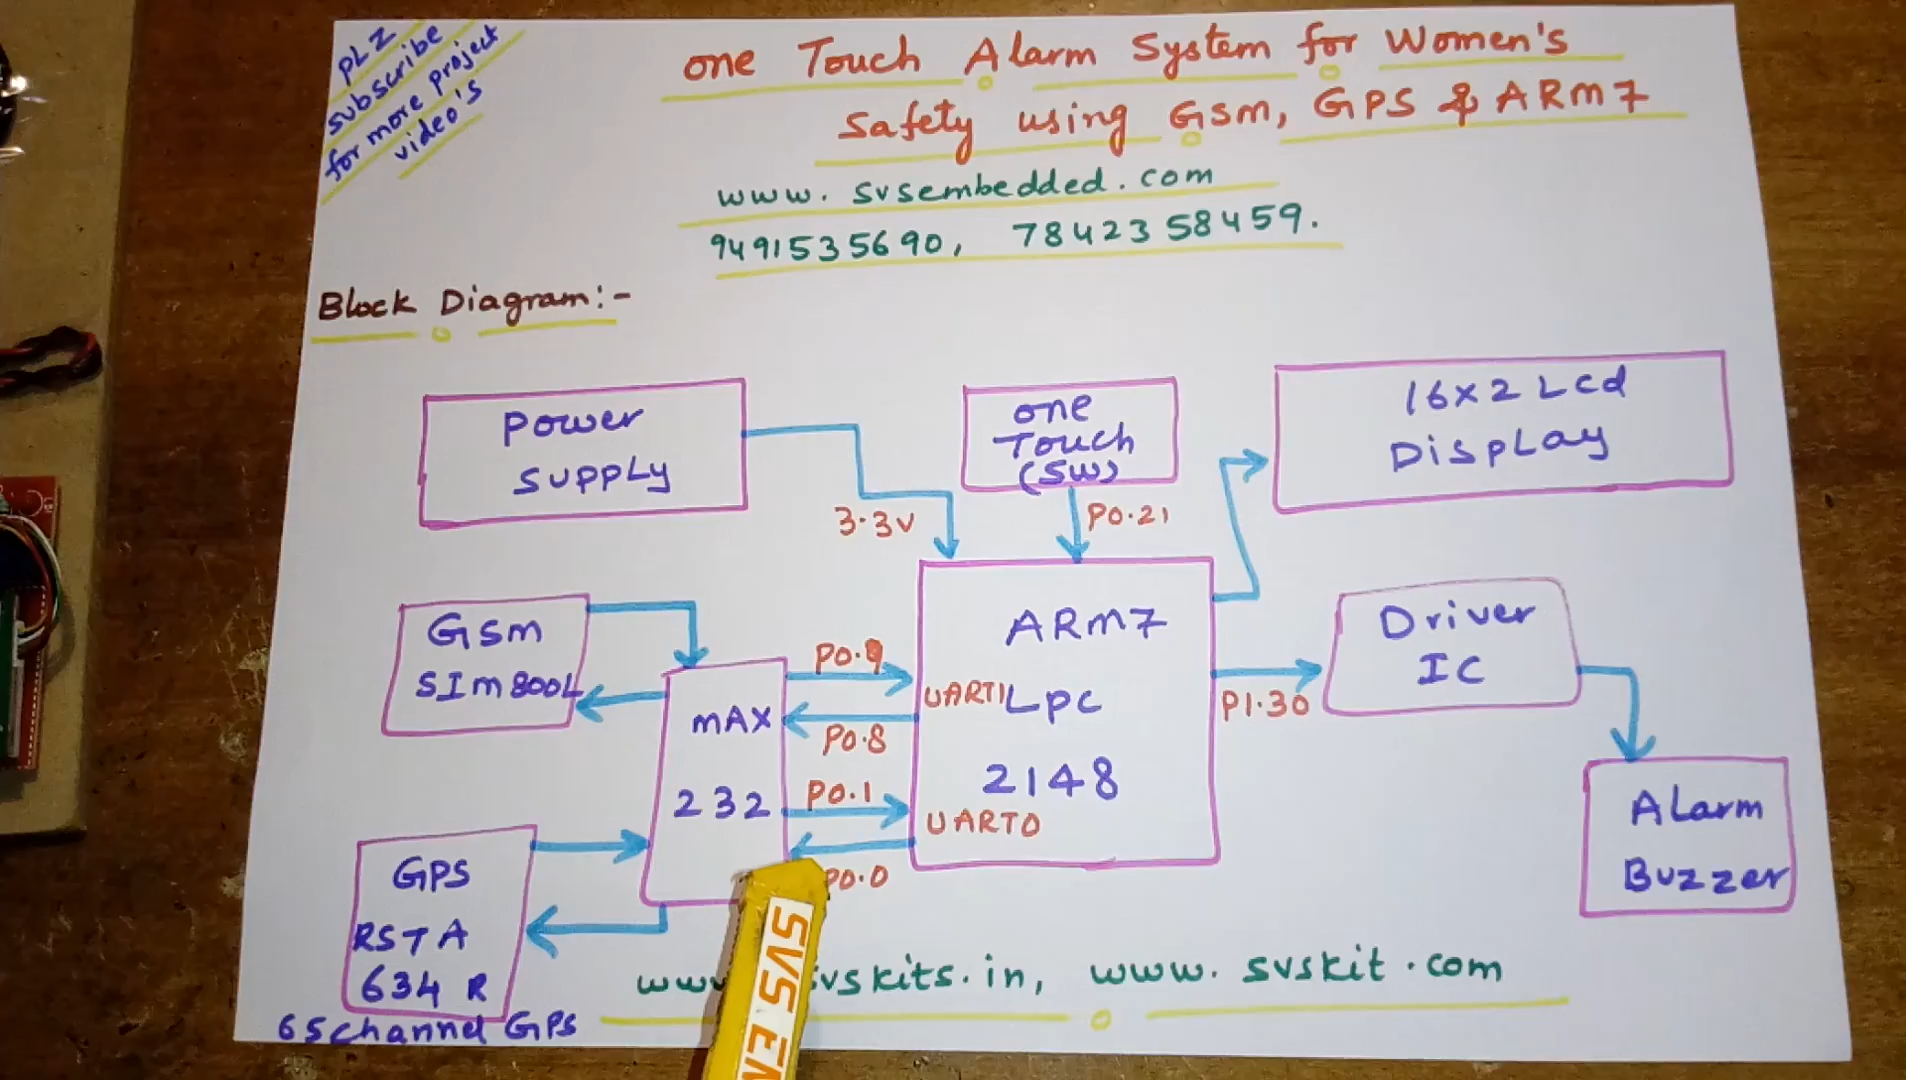 PLZ
subscribe
for more project
video's
one Touch Alarm System for Women's
Safety using Gsm, GPS & ARM7
www.svsembedded.com
9491535690, 7842358459.
Block Diagram:-
Power
Supply
one
Touch
(SW)
16x2 Lcd
Display
3.3V
P0.21
GSM
SIM800L
MAX
232
P0.9
P0.8
P0.1
P0.0
UART1
UART0
ARM7
LPC
2148
P1.30
Driver
IC
Alarm
Buzzer
GPS
RSTA
634 R
65channel GPS
svskits.in, www.svskit.com
SVS